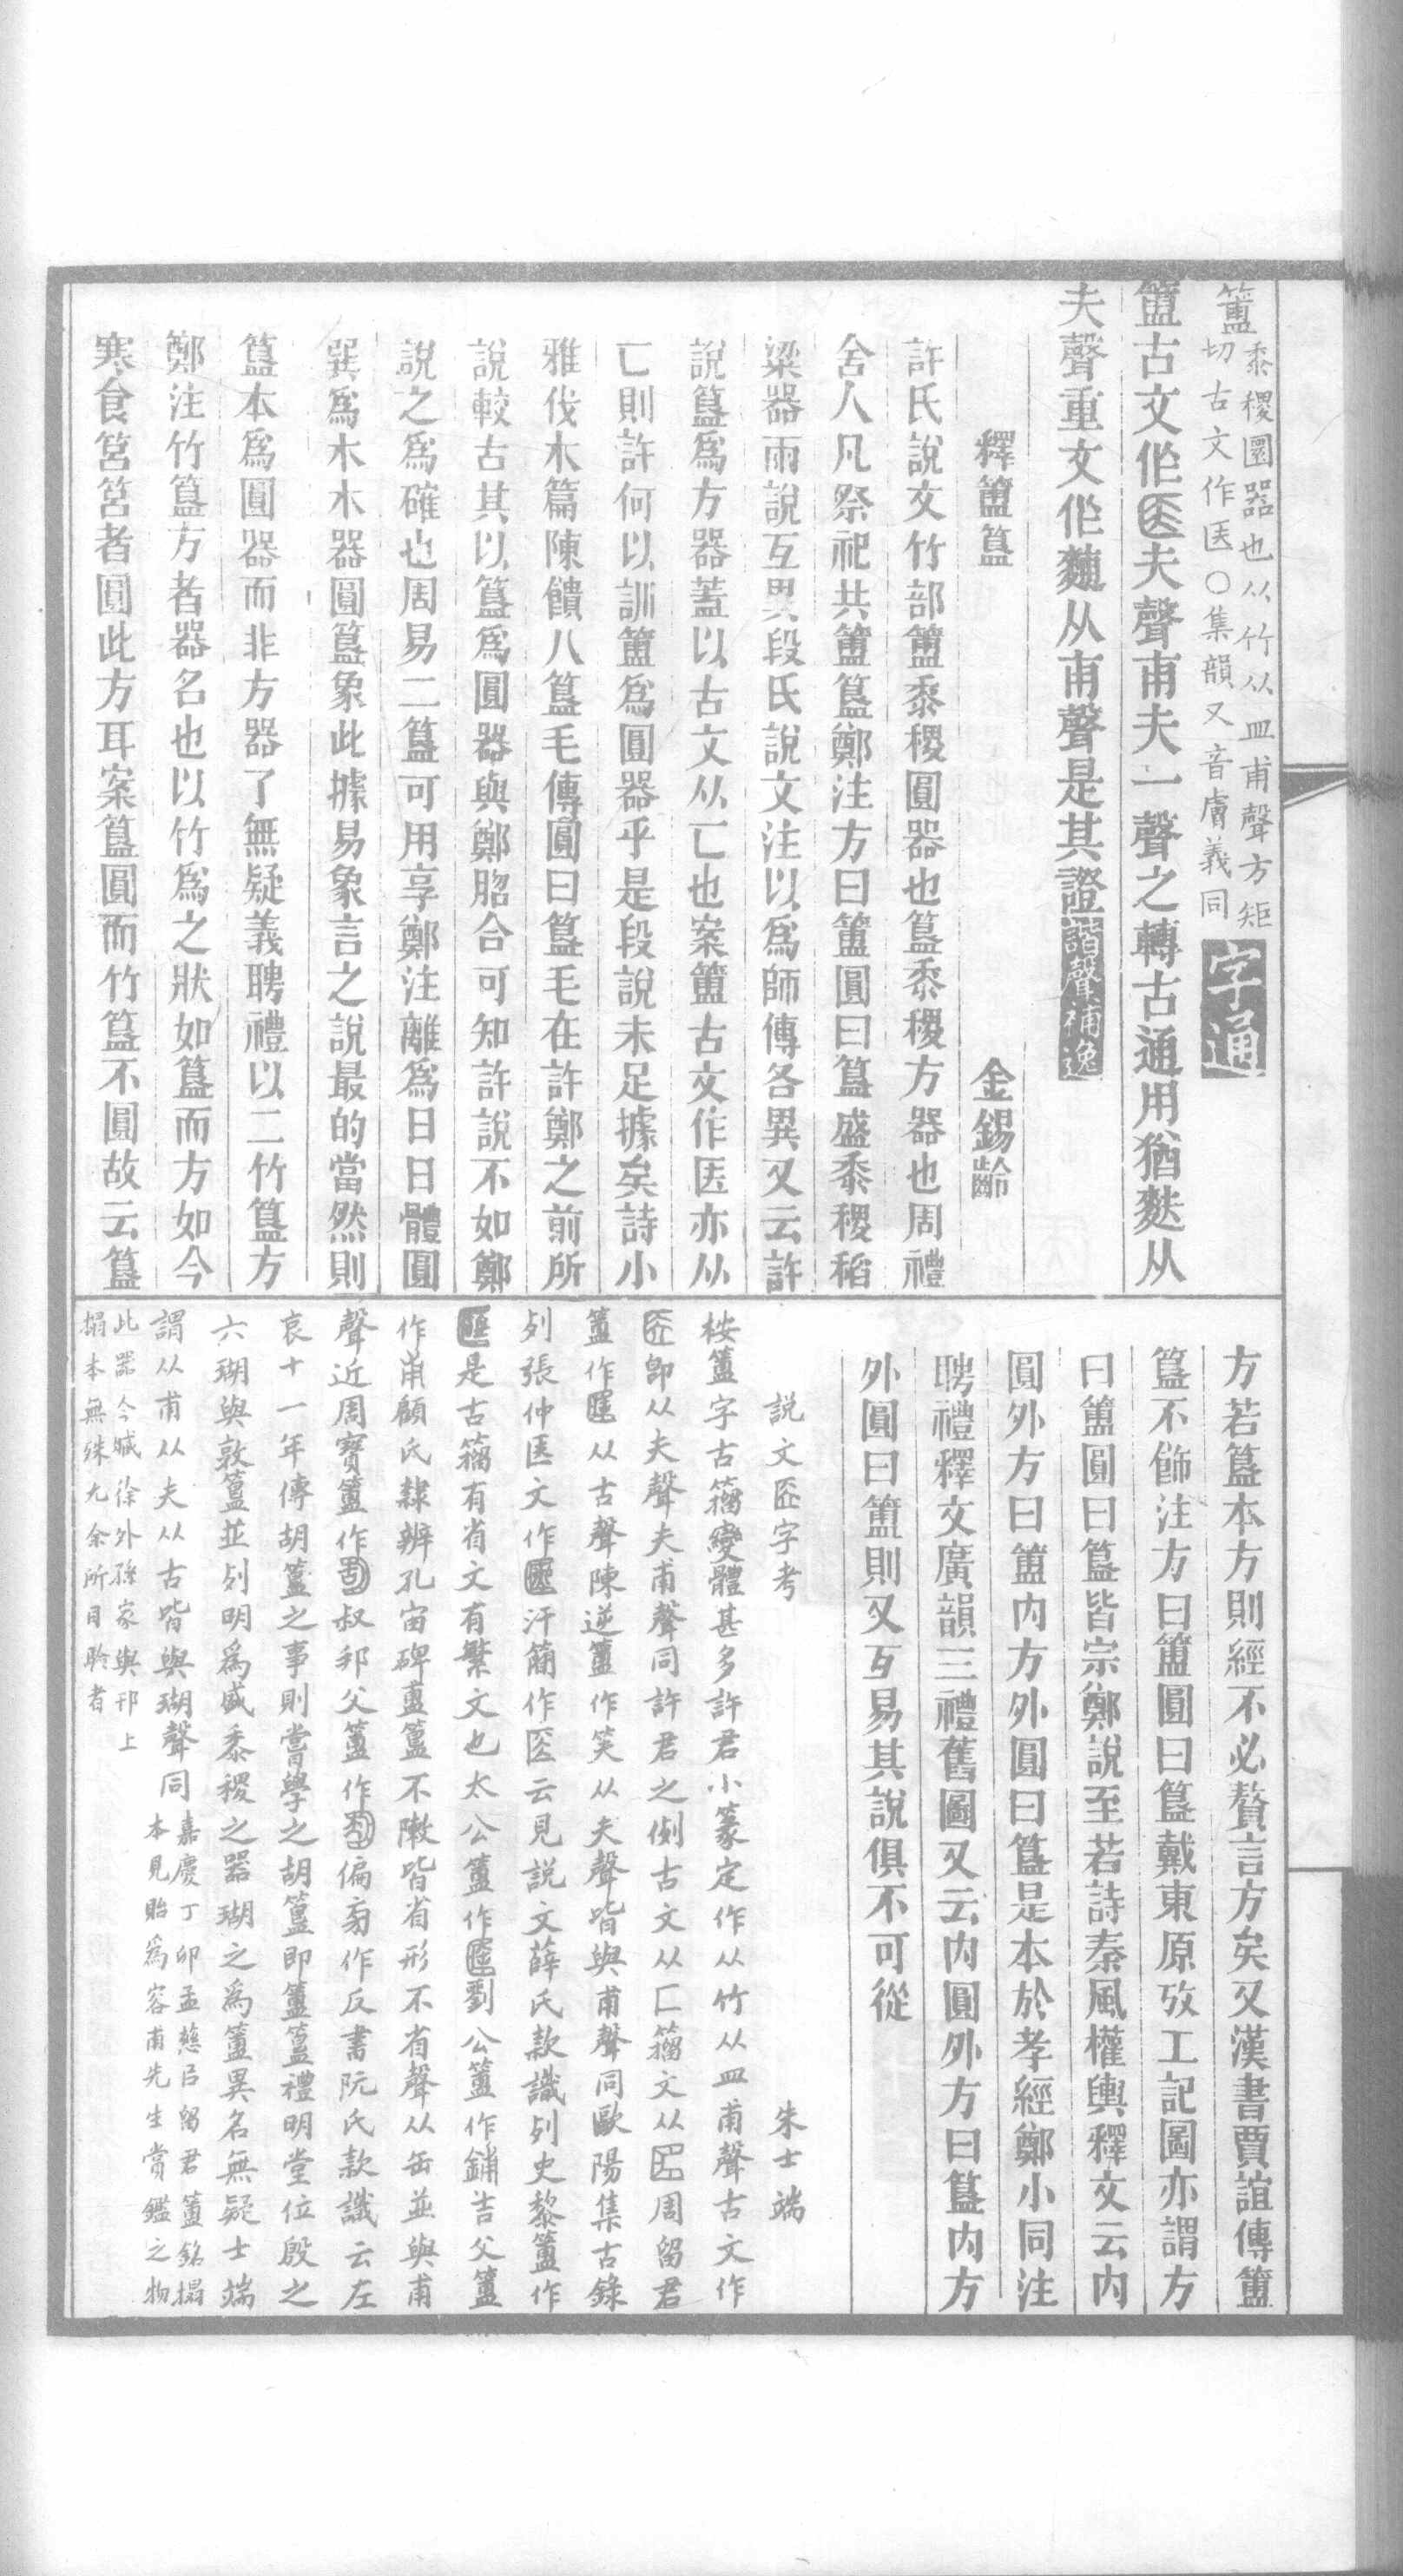 簠黍稷圜器也从竹从皿甫聲方矩
切古文作医○集韻又音膚義同
字通
簠古文作医夫聲甫夫一聲之轉古通用猶麩从
夫聲重文作麱从甫聲是其證
諧聲補逸
釋簠簋
金錫齡
許氏說文竹部簠黍稷圓器也簋黍稷方器也周禮
舍人凡祭祀共簠簋鄭注方曰簠圓曰簋盛黍稷稻
粱器兩說互異段氏說文注以為師傳各異又云許
說簋為方器蓋以古文从匚也案簠古文作医亦从
匚則許何以訓簠為圓器乎是段說未足據矣詩小
雅伐木篇陳饋八簋毛傳圓曰簋毛在許鄭之前所
說較古其以簋為圓器與鄭脗合可知許說不如鄭
說之為確也周易二簋可用享鄭注離為日日體圓
巽為木木器圓簋象此據易象言之說最的當然則
簋本為圓器而非方器了無疑義聘禮以二竹簋方
鄭注竹簋方者器名也以竹為之狀如簋而方如今
寒食筥筥者圓此方耳案簋圓而竹簋不圓故云簋
方若簋本方則經不必贅言方矣又漢書賈誼傳簠
簋不飾注方曰簠圓曰簋戴東原攷工記圖亦謂方
曰簠圓曰簋皆宗鄭說至若詩秦風權輿釋文云內
圓外方曰簠內方外圓曰簋是本於孝經鄭小同注
聘禮釋文廣韻三禮舊圖又云內圓外方曰簋內方
外圓曰簠則又互易其說俱不可從
說文医字考
朱士端
桉簠字古籀變體甚多許君小篆定作从竹从皿甫聲古文作
医卽从夫聲夫甫聲同許君之例古文从匚籀文从周留君
簠作从古聲陳逆簠作笑从夫聲皆與甫聲同歐陽集古錄
列張仲医文作汗簡作医云見說文薛氏款識列史黎簠作
是古籀有省文有繁文也太公簠作劉公簠作鋪吉父簠
作甫顧氏隸辨孔宙碑簠簋不敶皆省形不省聲从缶並與甫
聲近周寶簠作叔邦父簠作偏旁作反書阮氏款識云左
哀十一年傳胡簋之事則嘗學之胡簋卽簠簋禮明堂位殷之
六瑚與敦簋並列明為盛黍稷之器瑚之為簠異名無疑士端
謂从甫从夫从古皆與瑚聲同
嘉慶丁卯孟慈㠯留君簠銘搨
本見貽為容甫先生賞鑑之物
此器今臧徐外孫家與邗上
搨本無殊尤余所目覩者